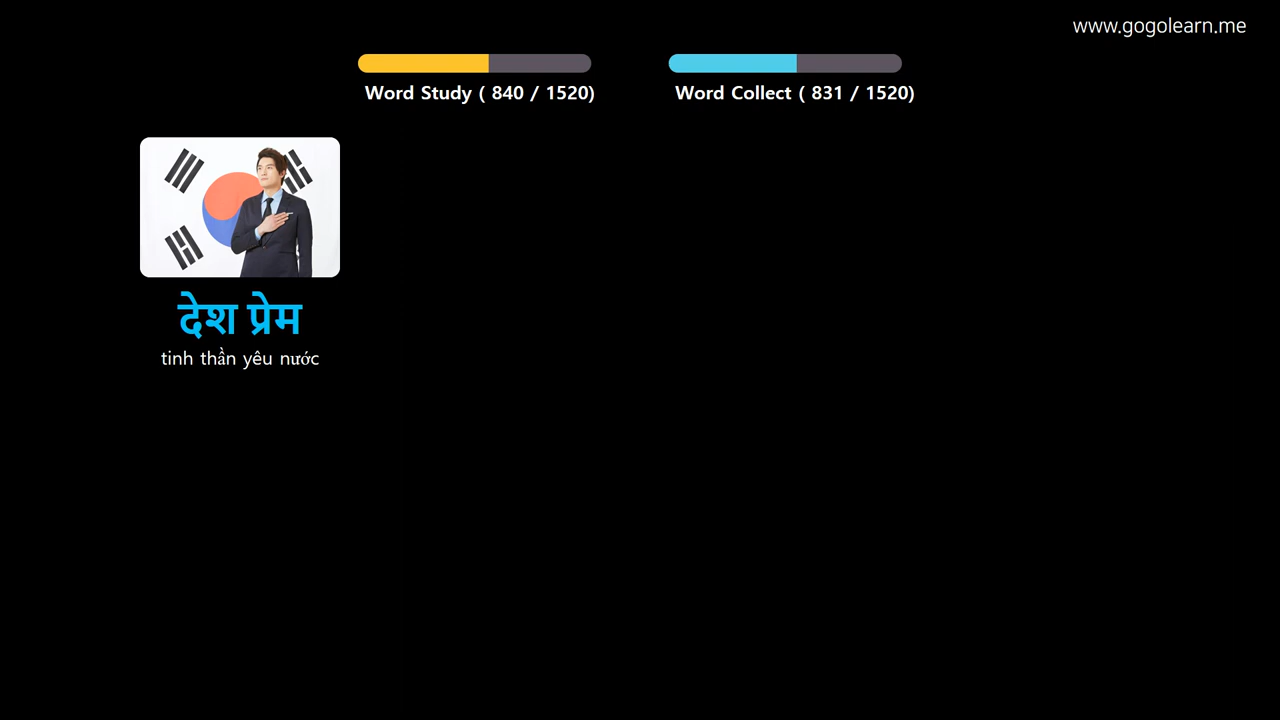 www.gogolearn.me
Word Study ( 840 / 1520)
Word Collect ( 831 / 1520)
देश प्रेम
tinh thần yêu nước